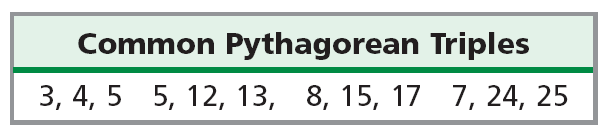 Common Pythagorean Triples
3, 4, 5 5, 12, 13, 8, 15, 17 7, 24, 25